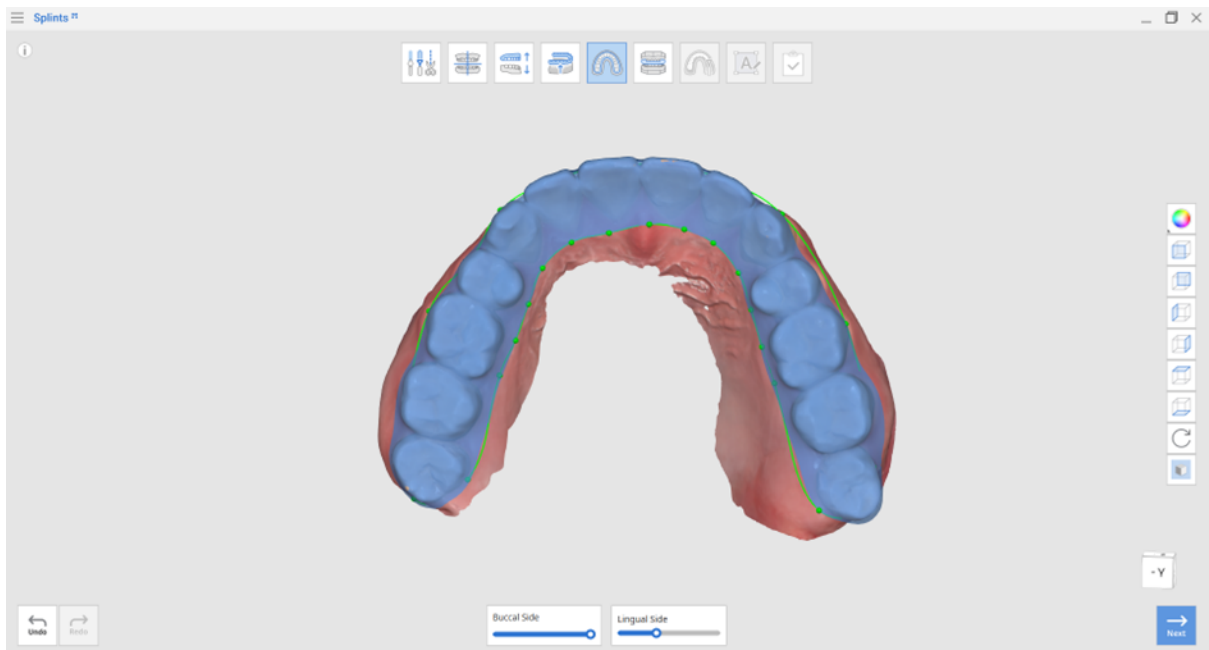 Splints
A
- Y
Undo
Redo
Buccal Side
Lingual Side
Next